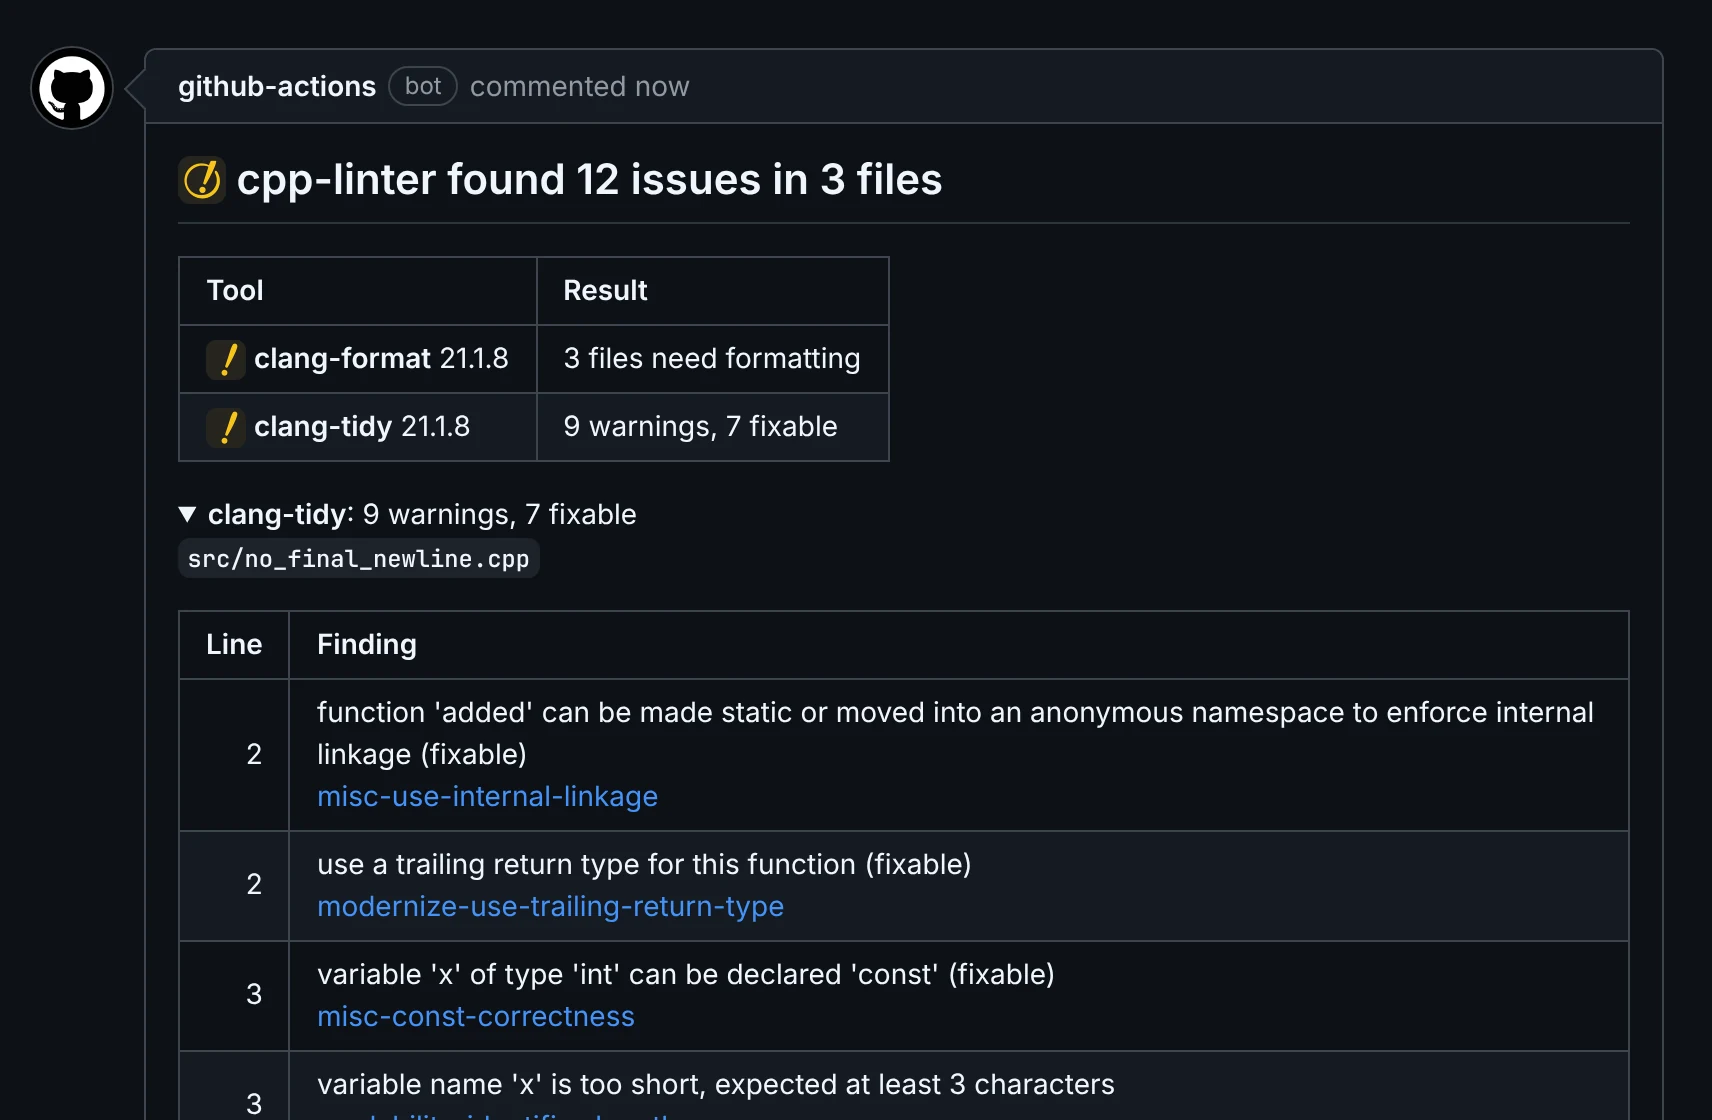 github-actions bot commented now
cpp-linter found 12 issues in 3 files
Tool Result
clang-format 21.1.8 3 files need formatting
clang-tidy 21.1.8 9 warnings, 7 fixable
▼ clang-tidy: 9 warnings, 7 fixable
src/no_final_newline.cpp
Line Finding
2 function 'added' can be made static or moved into an anonymous namespace to enforce internal
linkage (fixable)
misc-use-internal-linkage
2 use a trailing return type for this function (fixable)
modernize-use-trailing-return-type
3 variable 'x' of type 'int' can be declared 'const' (fixable)
misc-const-correctness
3 variable name 'x' is too short, expected at least 3 characters